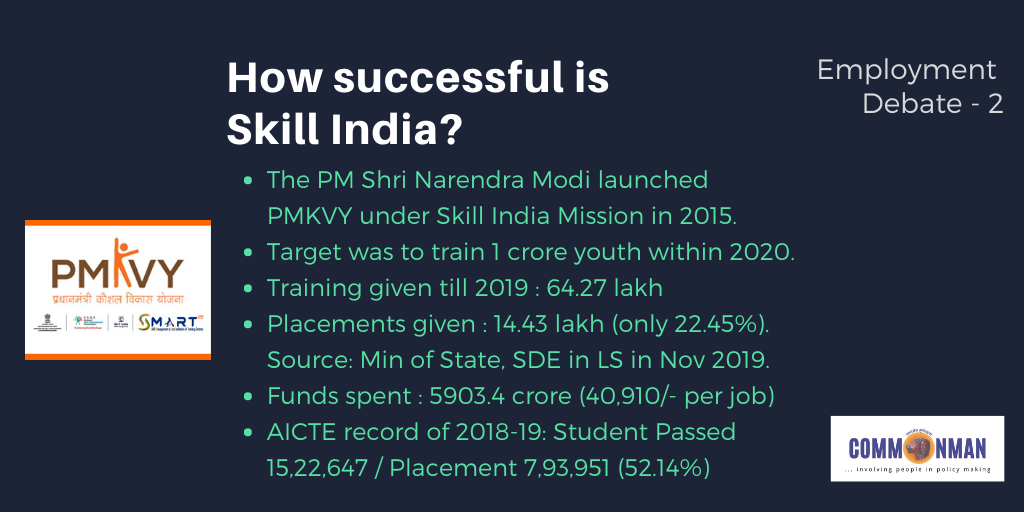 How successful is
Skill India?
Employment
Debate - 2
• The PM Shri Narendra Modi launched
PMKVY under Skill India Mission in 2015.
• Target was to train 1 crore youth within 2020.
• Training given till 2019 : 64.27 lakh
• Placements given : 14.43 lakh (only 22.45%).
Source: Min of State, SDE in LS in Nov 2019.
• Funds spent : 5903.4 crore (40,910/- per job)
• AICTE record of 2018-19: Student Passed
15,22,647 / Placement 7,93,951 (52.14%)
PMKVY
प्रधानमंत्री कौशल विकास योजना
SMART
COMMONMAN
... involving people in policy making